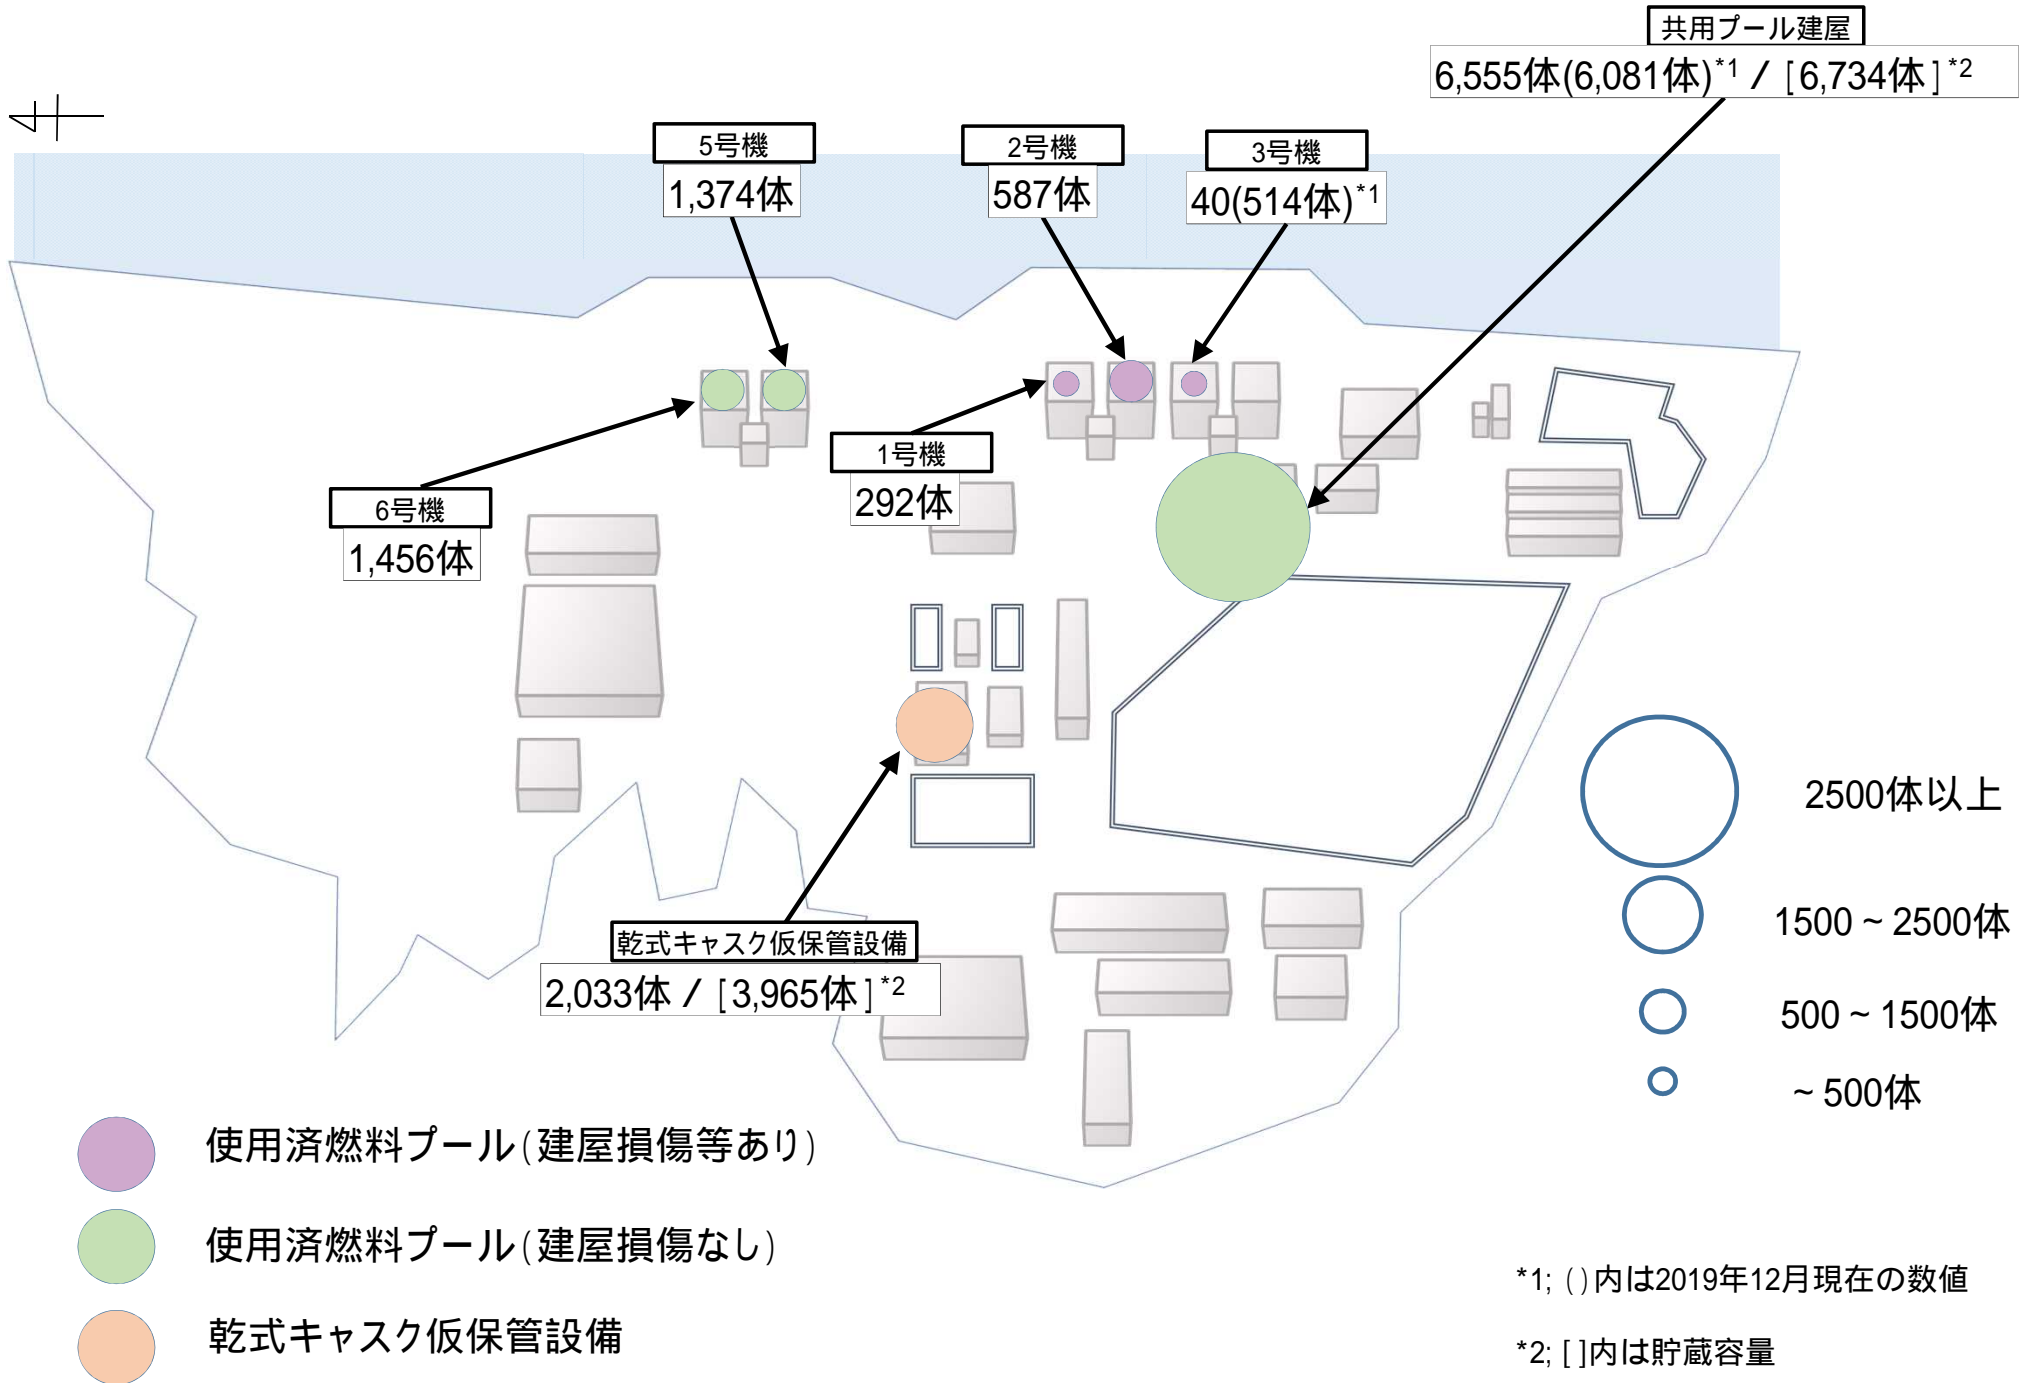 共用プール建屋
6,555体(6,081体)*1 / [6,734体]*2
5号機
1,374体
2号機
587体
3号機
40(514体)*1
1号機
292体
6号機
1,456体
乾式キャスク仮保管設備
2,033体 / [3,965体]*2
2500体以上
1500 ~ 2500体
500 ~ 1500体
~ 500体
使用済燃料プール(建屋損傷等あり)
使用済燃料プール(建屋損傷なし)
乾式キャスク仮保管設備
*1; ( )内は2019年12月現在の数値
*2; [ ]内は貯蔵容量